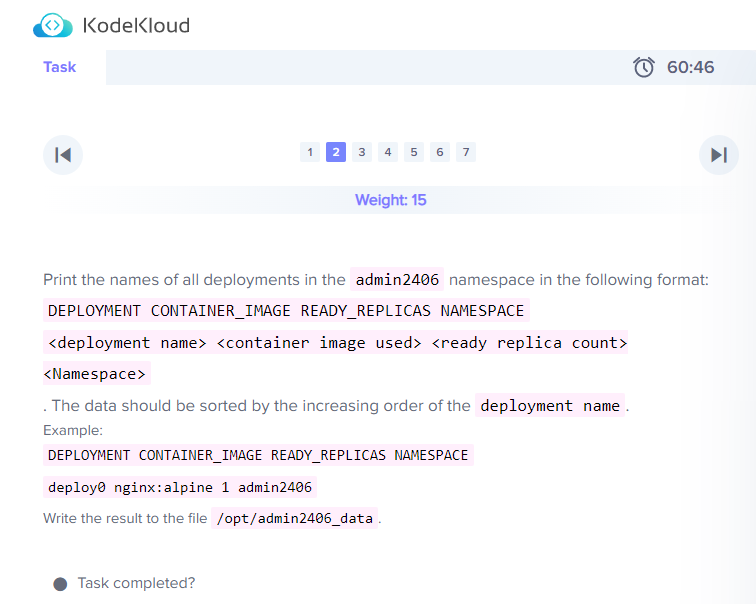 KodeKloud
Task
60:46
1 2 3 4 5 6 7
Weight: 15
Print the names of all deployments in the admin2406 namespace in the following format:
DEPLOYMENT CONTAINER_IMAGE READY_REPLICAS NAMESPACE
<deployment name> <container image used> <ready replica count>
<Namespace>
. The data should be sorted by the increasing order of the deployment name.
Example:
DEPLOYMENT CONTAINER_IMAGE READY_REPLICAS NAMESPACE
deploy0 nginx:alpine 1 admin2406
Write the result to the file /opt/admin2406_data.
Task completed?